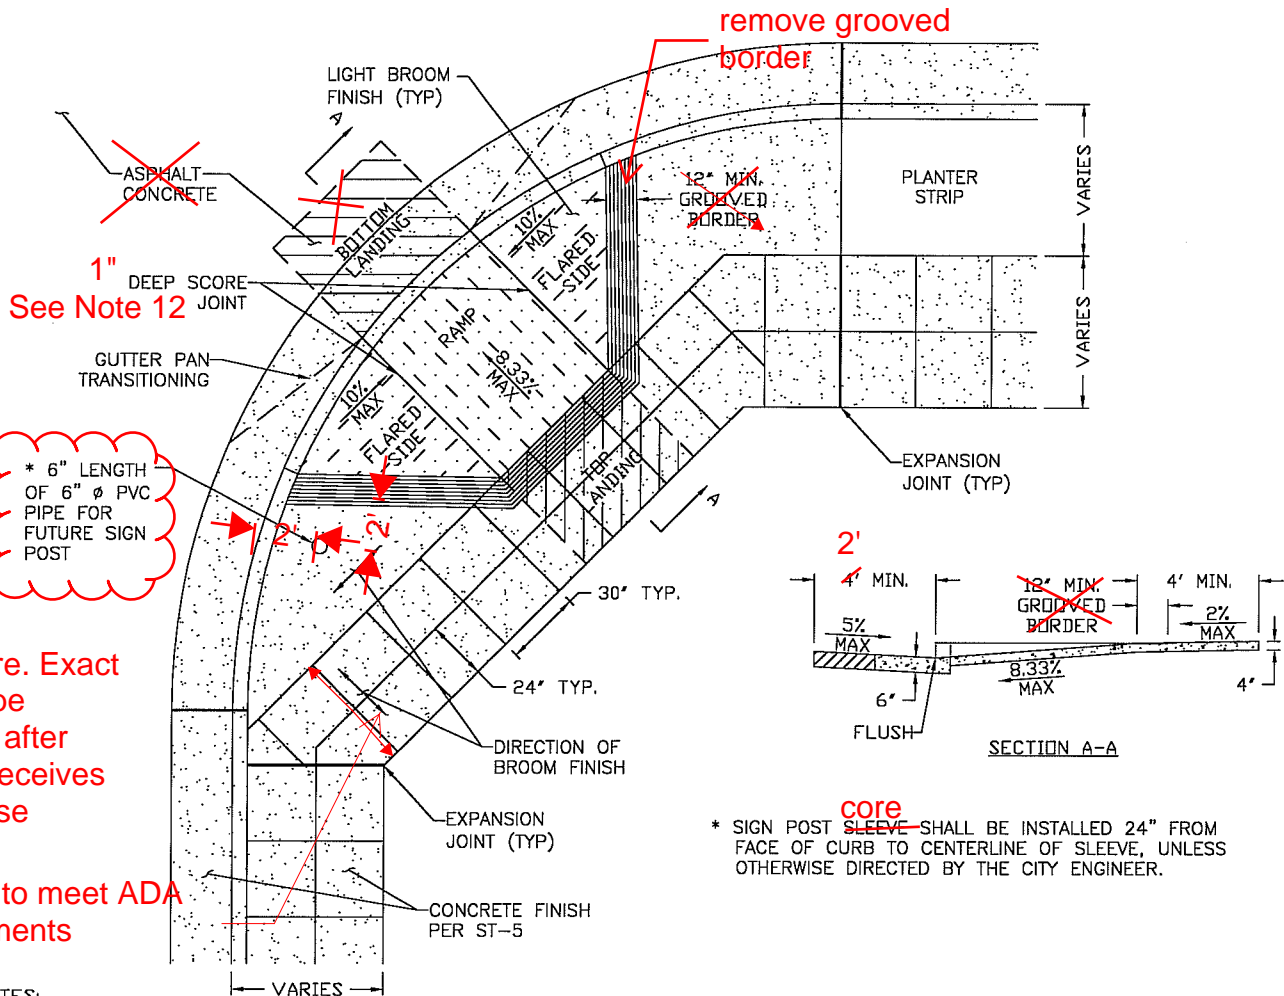 remove grooved
border
LIGHT BROOM
FINISH (TYP)
A
ASPHALT
CONCRETE
BOTTOM
LANDING
10%
MAX
FLARED
SIDE
12" MIN.
GROOVED
BORDER
PLANTER
STRIP
VARIES
VARIES
1"
See Note 12
DEEP SCORE
JOINT
RAMP
8.33%
MAX
GUTTER PAN
TRANSITIONING
10%
MAX
FLARED
SIDE
TOP
LANDING
A
EXPANSION
JOINT (TYP)
* 6" LENGTH
OF 6" ø PVC
PIPE FOR
FUTURE SIGN
POST
2'
2'
30" TYP.
24" TYP.
DIRECTION OF
BROOM FINISH
EXPANSION
JOINT (TYP)
CONCRETE FINISH
PER ST-5
VARIES
re. Exact
be
after
receives
se
to meet ADA
ments
2'
4' MIN.
12" MIN.
GROOVED
BORDER
4' MIN.
5%
MAX
2%
MAX
8.33%
MAX
6"
4"
FLUSH
SECTION A-A
core
* SIGN POST SLEEVE SHALL BE INSTALLED 24" FROM
FACE OF CURB TO CENTERLINE OF SLEEVE, UNLESS
OTHERWISE DIRECTED BY THE CITY ENGINEER.